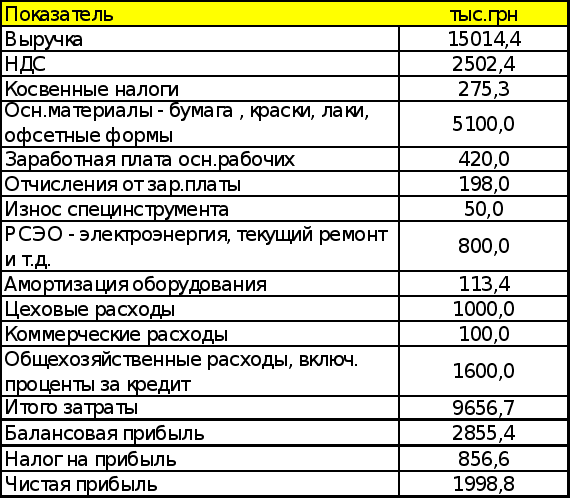 Показатель тыс.грн
Выручка 15014,4
НДС 2502,4
Косвенные налоги 275,3
Осн.материалы - бумага , краски, лаки,
офсетные формы 5100,0
Заработная плата осн.рабочих 420,0
Отчисления от зар.платы 198,0
Износ специнструмента 50,0
РСЭО - электроэнергия, текущий ремонт
и т.д. 800,0
Амортизация оборудования 113,4
Цеховые расходы 1000,0
Коммерческие расходы 100,0
Общехозяйственные расходы, включ.
проценты за кредит 1600,0
Итого затраты 9656,7
Балансовая прибыль 2855,4
Налог на прибыль 856,6
Чистая прибыль 1998,8